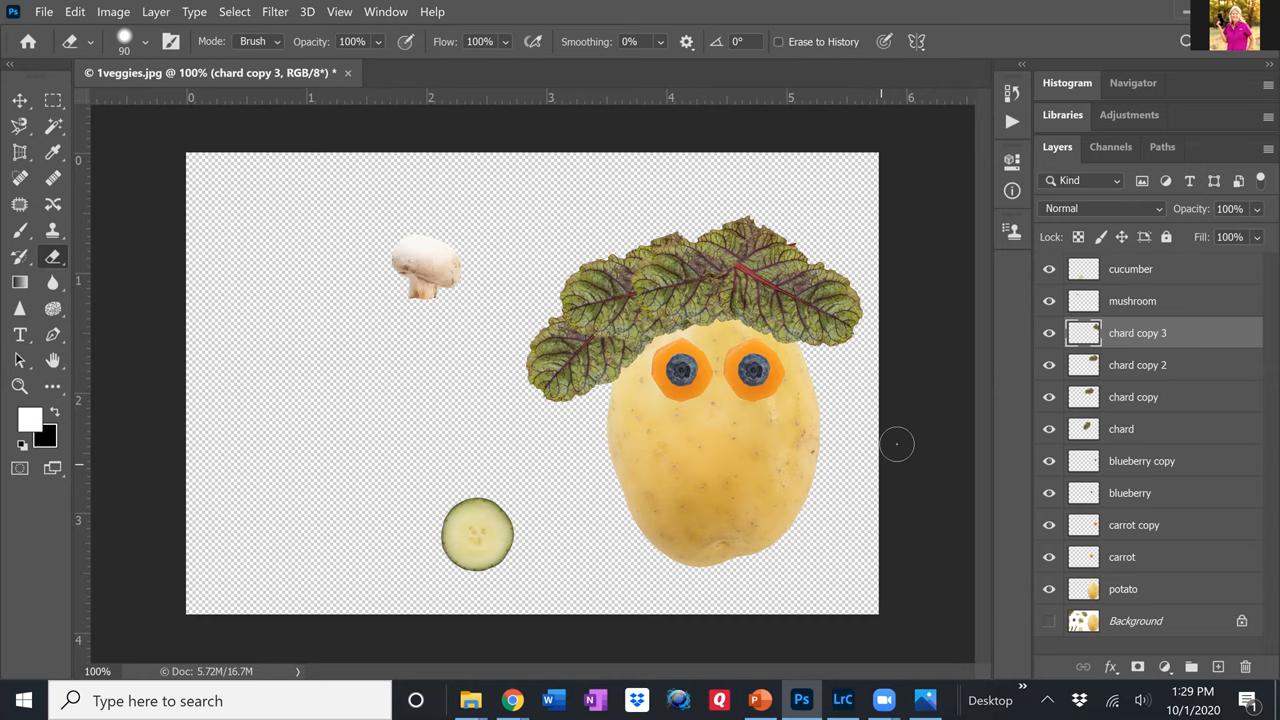 Ps File Edit Image Layer Type Select Filter 3D View Window Help
90 Mode: Brush Opacity: 100% Flow: 100% Smoothing: 0% 0° Erase to History
© 1veggies.jpg @ 100% (chard copy 3, RGB/8*) * ×
0 1 2 3 4 5 6
0
1
2
3
4
Histogram Navigator
Libraries Adjustments
Layers Channels Paths
Kind
Normal Opacity: 100%
Lock: Fill: 100%
cucumber
mushroom
chard copy 3
chard copy 2
chard copy
chard
blueberry copy
blueberry
carrot copy
carrot
potato
Background
100% © Doc: 5.72M/16.7M
Type here to search
W N Q P Ps LrC Desktop
1:29 PM
10/1/2020
1